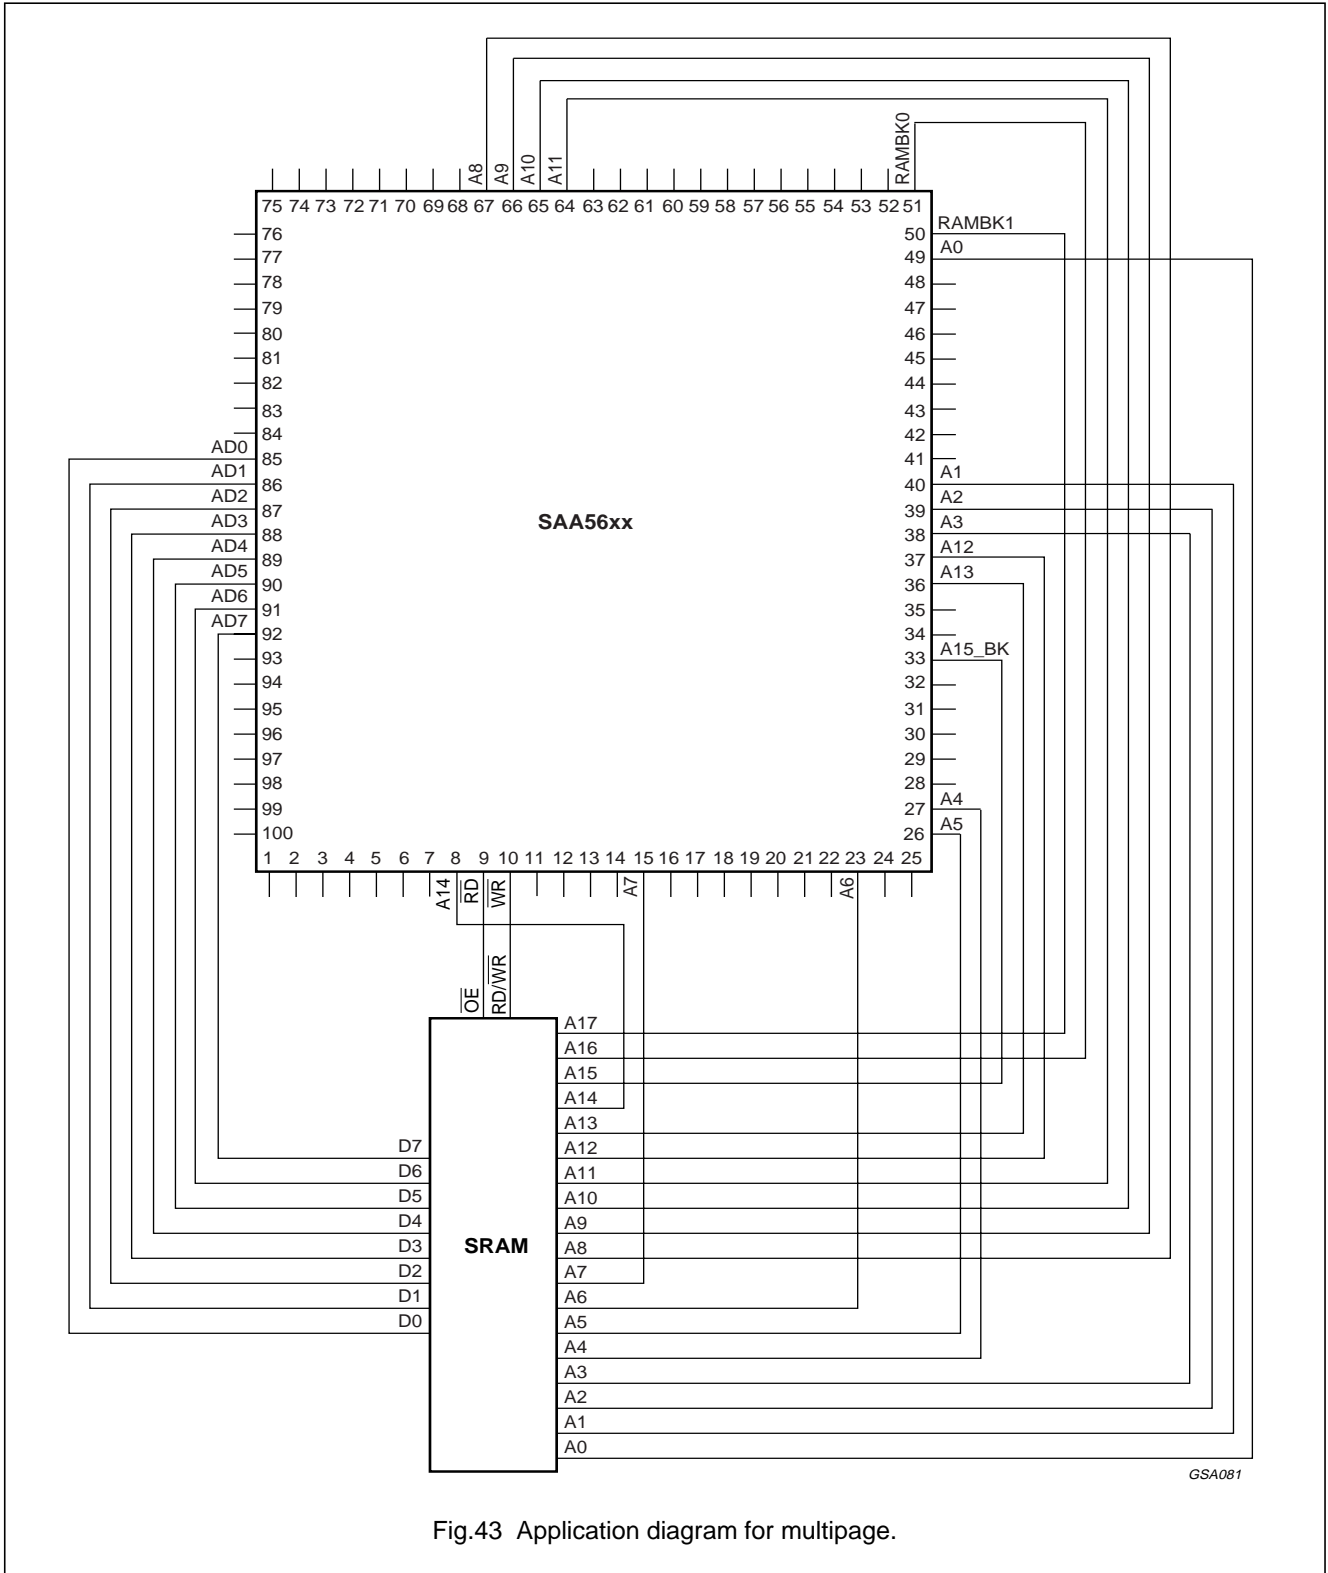 A8
A9
A10
A11
RAMBK0
75 74 73 72 71 70 69 68 67 66 65 64 63 62 61 60 59 58 57 56 55 54 53 52 51
76
77
78
79
80
81
82
83
84
AD0
85
AD1
86
AD2
87
AD3
88
AD4
89
AD5
90
AD6
91
AD7
92
93
94
95
96
97
98
99
100
SAA56xx
50 RAMBK1
49 A0
48
47
46
45
44
43
42
41
40 A1
39 A2
38 A3
37 A12
36 A13
35
34
33 A15_BK
32
31
30
29
28
27 A4
26 A5
1 2 3 4 5 6 7 8 9 10 11 12 13 14 15 16 17 18 19 20 21 22 23 24 25
A14
RD
WR
A7
A6
OE
RD/WR
D7
D6
D5
D4
D3
D2
D1
D0
SRAM
A17
A16
A15
A14
A13
A12
A11
A10
A9
A8
A7
A6
A5
A4
A3
A2
A1
A0
GSA081
Fig.43 Application diagram for multipage.